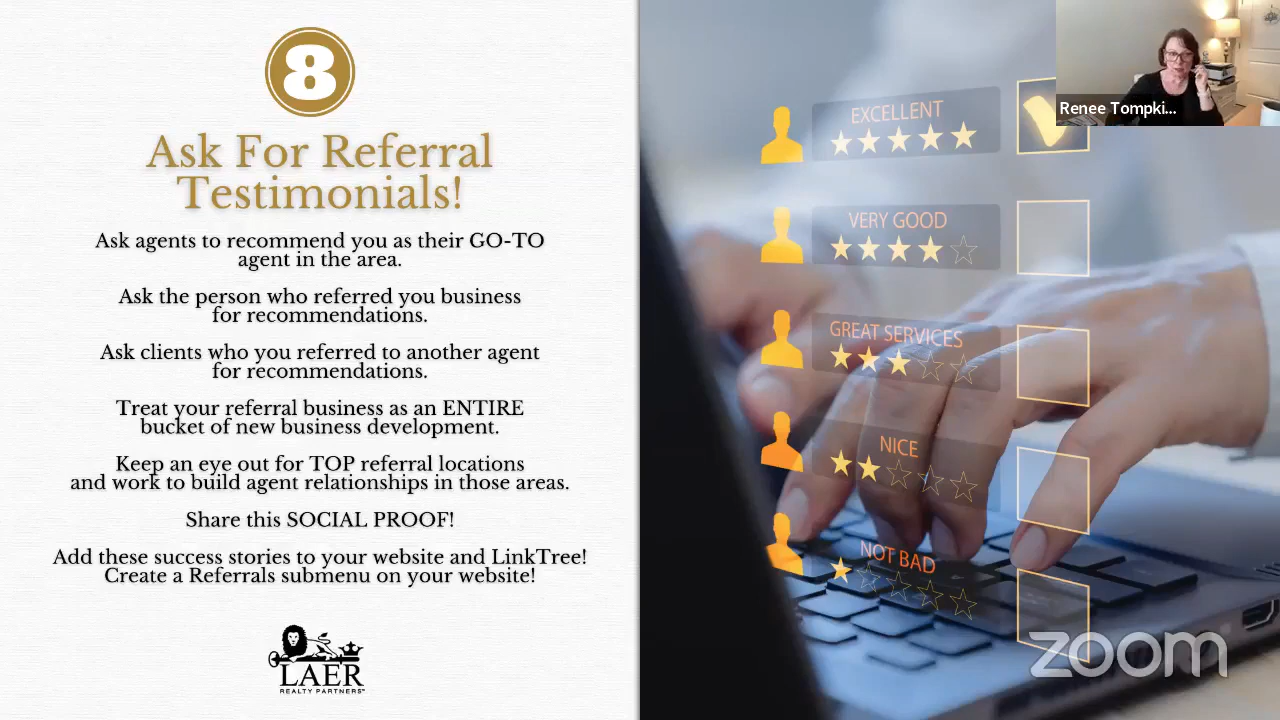 8
Ask For Referral
Testimonials!
Ask agents to recommend you as their GO-TO
agent in the area.
Ask the person who referred you business
for recommendations.
Ask clients who you referred to another agent
for recommendations.
Treat your referral business as an ENTIRE
bucket of new business development.
Keep an eye out for TOP referral locations
and work to build agent relationships in those areas.
Share this SOCIAL PROOF!
Add these success stories to your website and LinkTree!
Create a Referrals submenu on your website!
LAER
REALTY PARTNERS™
EXCELLENT
VERY GOOD
GREAT SERVICES
NICE
NOT BAD
Renee Tompki...
zoom